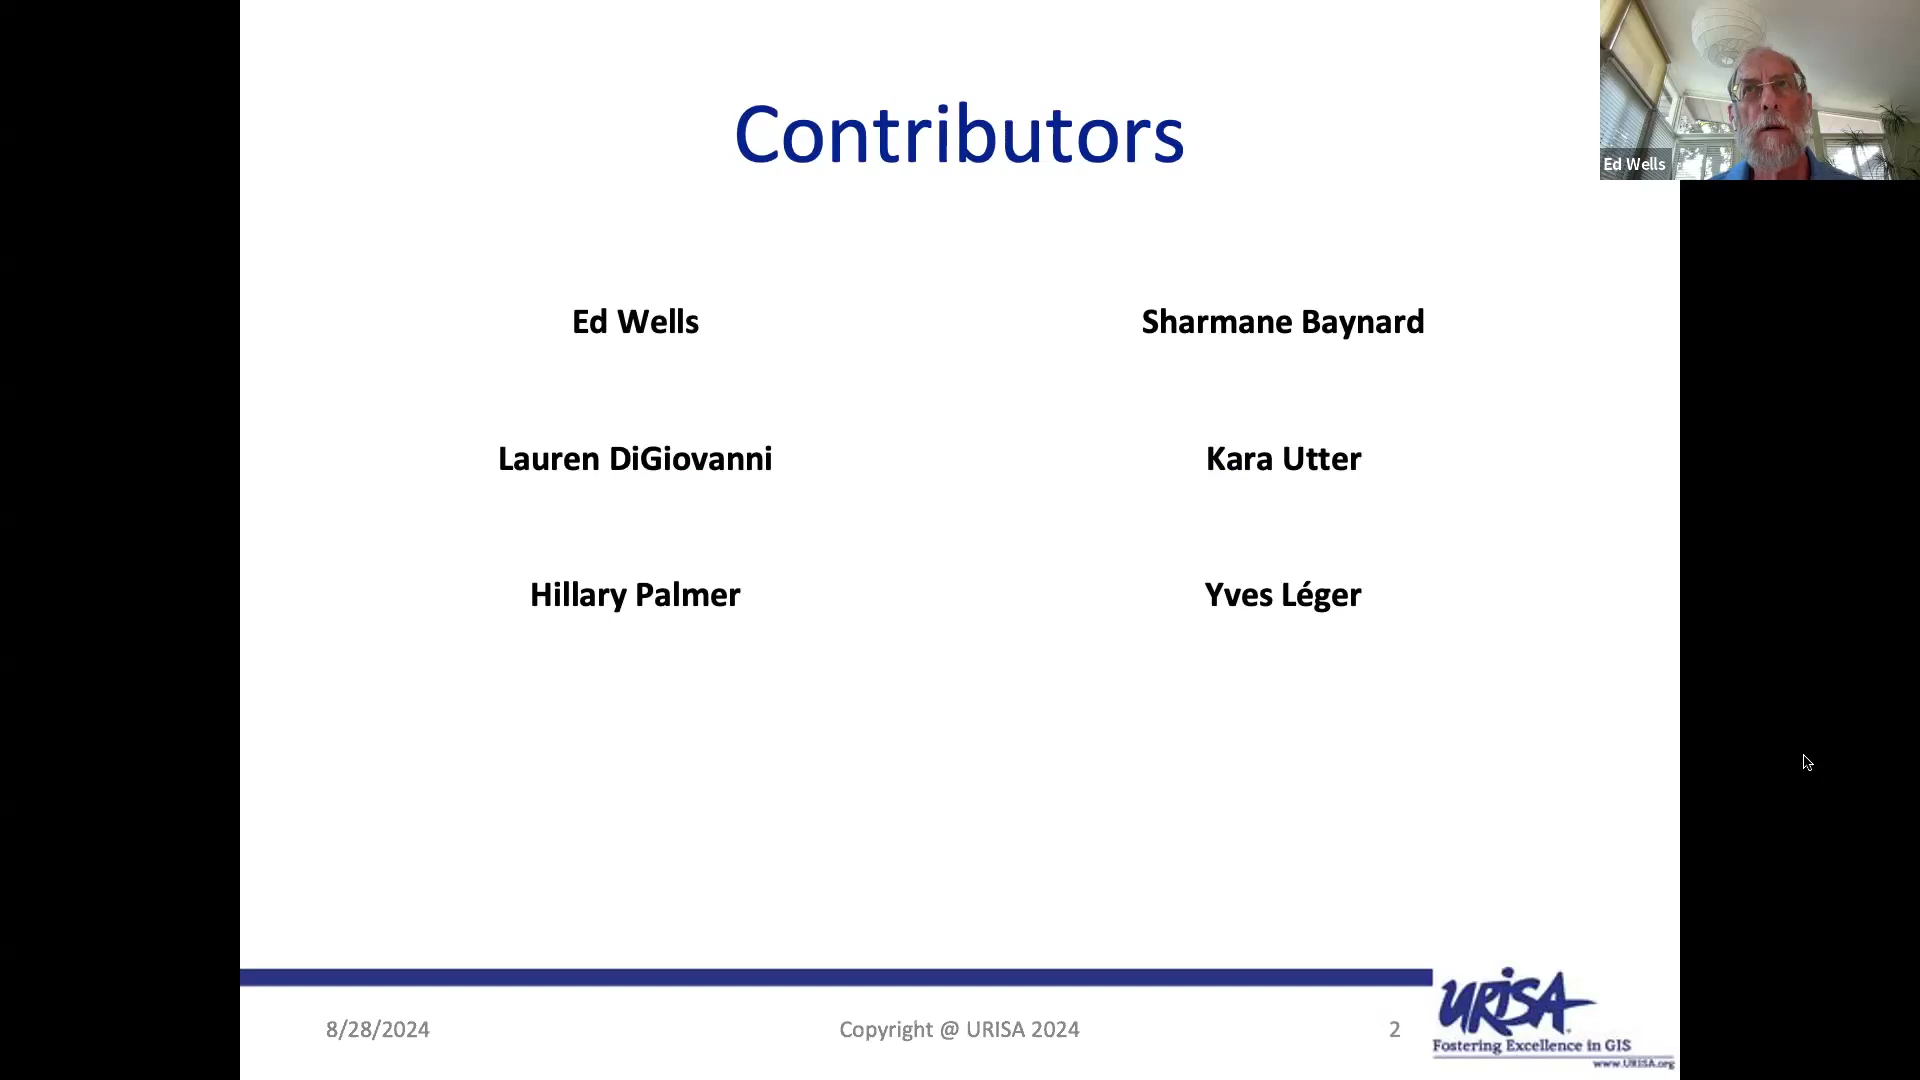 Contributors
Ed Wells
Ed Wells
Sharmane Baynard
Lauren DiGiovanni
Kara Utter
Hillary Palmer
Yves Léger
8/28/2024
Copyright @ URISA 2024
2
URISA
Fostering Excellence in GIS
www.URISA.org